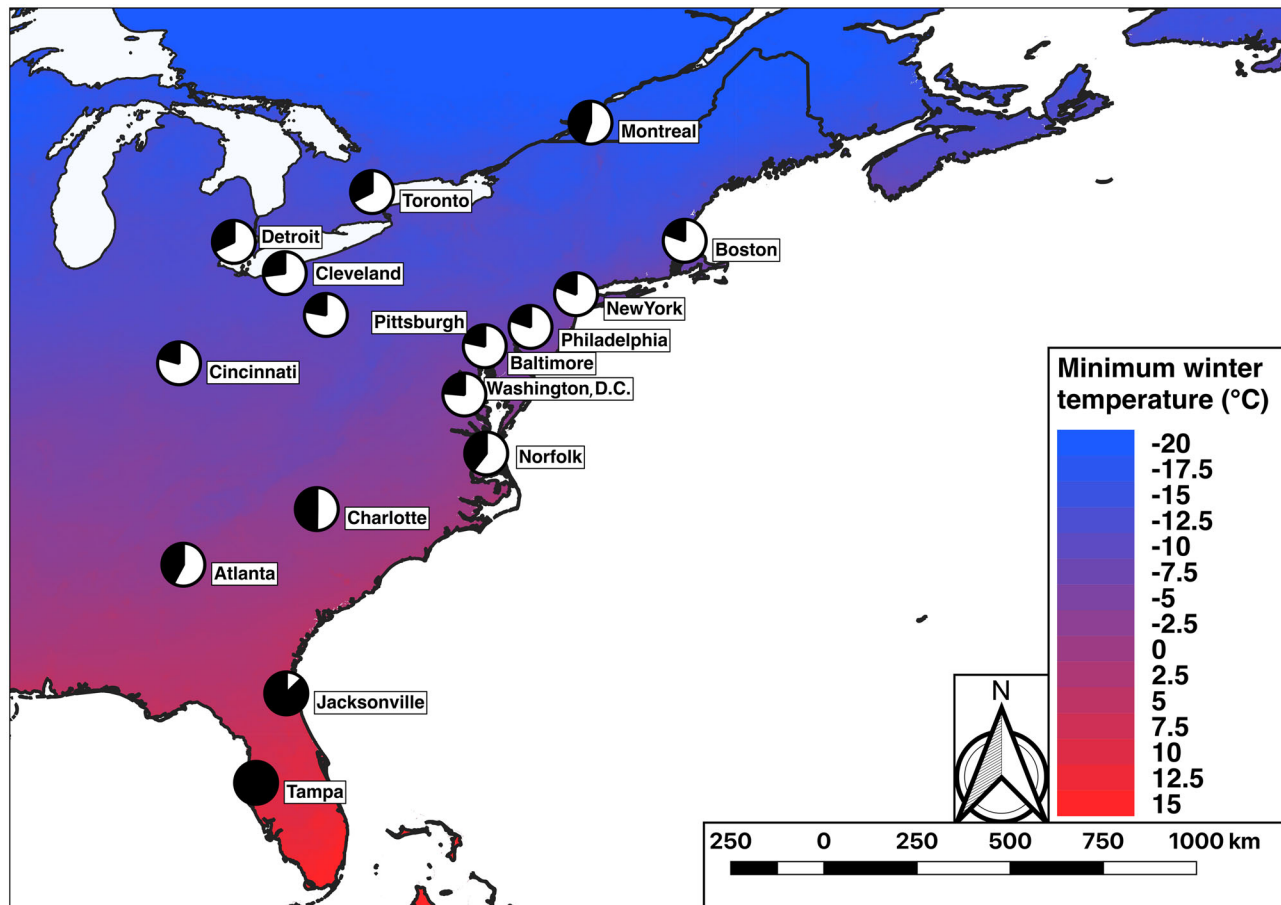 Montreal
Toronto
Detroit
Boston
Cleveland
NewYork
Pittsburgh
Philadelphia
Baltimore
Cincinnati
Washington, D.C.
Norfolk
Charlotte
Atlanta
Jacksonville
Tampa
Minimum winter
temperature (°C)
-20
-17.5
-15
-12.5
-10
-7.5
-5
-2.5
0
2.5
5
7.5
10
12.5
15
N
250 0 250 500 750 1000 km